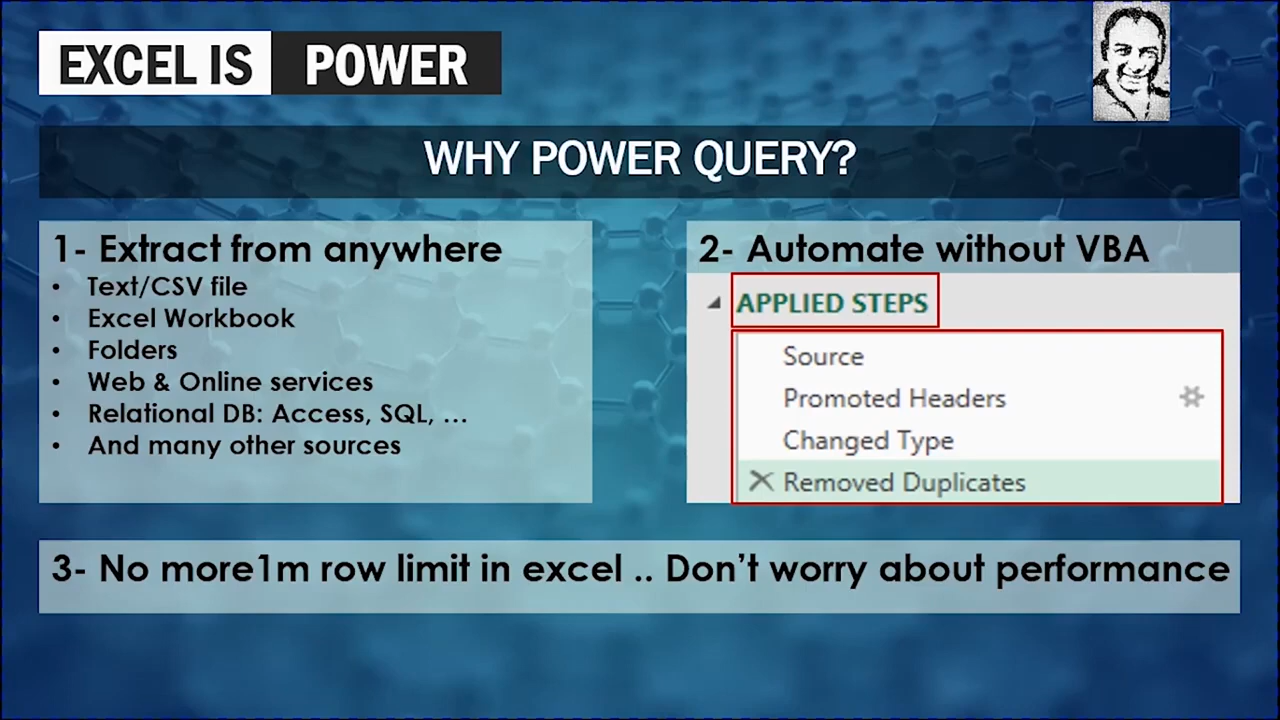 EXCEL IS POWER
WHY POWER QUERY?
1- Extract from anywhere
• Text/CSV file
• Excel Workbook
• Folders
• Web & Online services
• Relational DB: Access, SQL, …
• And many other sources
2- Automate without VBA
APPLIED STEPS
Source
Promoted Headers
Changed Type
Removed Duplicates
3- No more1m row limit in excel .. Don’t worry about performance